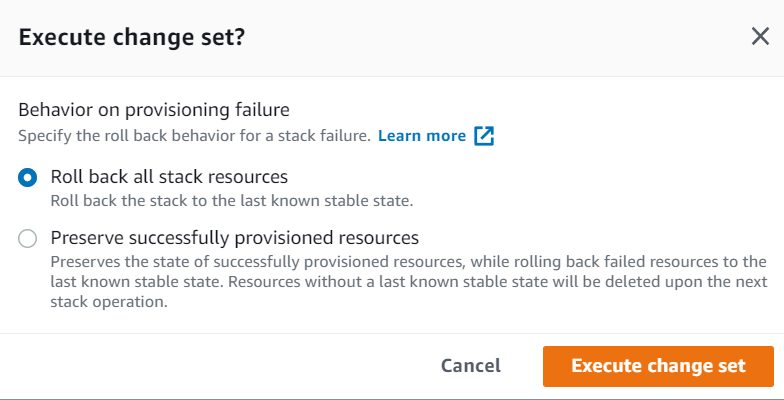 Execute change set?
Behavior on provisioning failure
Specify the roll back behavior for a stack failure. Learn more
Roll back all stack resources
Roll back the stack to the last known stable state.
Preserve successfully provisioned resources
Preserves the state of successfully provisioned resources, while rolling back failed resources to the
last known stable state. Resources without a last known stable state will be deleted upon the next
stack operation.
Cancel Execute change set